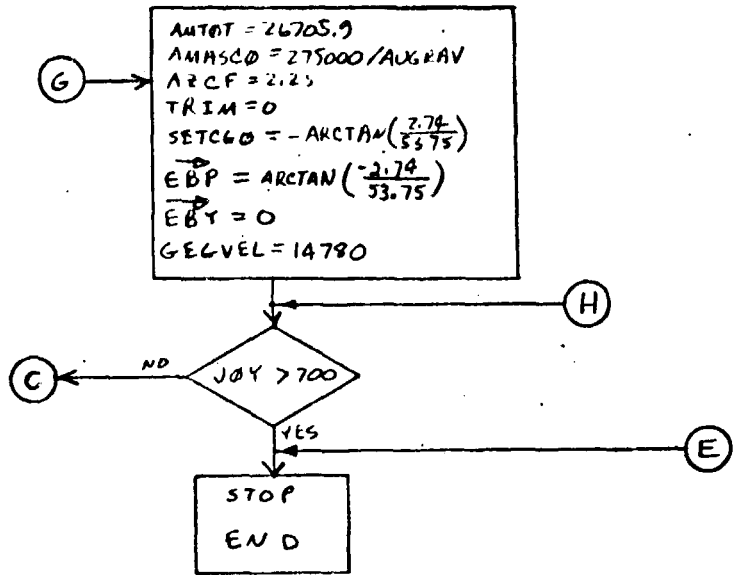 AMTOT = 26705.9
AMASCØ = 275000/AUGRAV
AZCF = 2.25
TRIM = 0
SETCGØ = - ARCTAN(2.74/53.75)
EBP = ARCTAN(-2.74/53.75)
EBY = 0
GEGVEL = 14780
G
H
NO
C
JØY > 700
YES
E
STOP
END